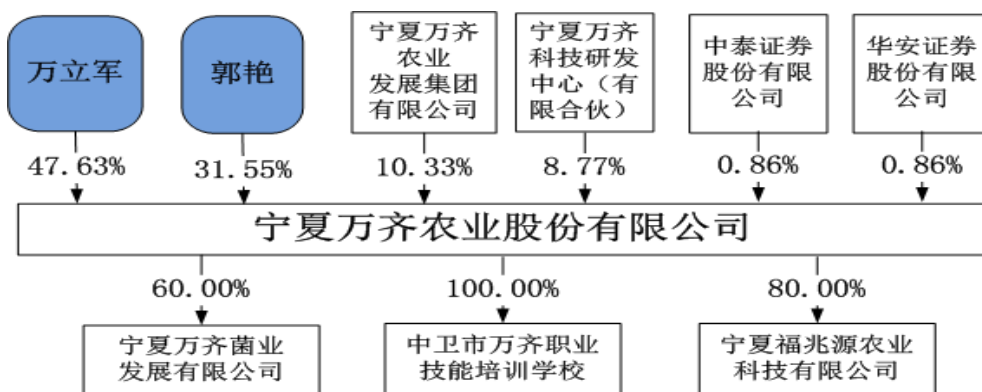 万立军
郭艳
宁夏万齐
农业
发展集团
有限公司
宁夏万齐
科技研发
中心（有
限合伙）
中泰证券
股份有限
公司
华安证券
股份有限
公司
47.63%
31.55%
10.33%
8.77%
0.86%
0.86%
宁夏万齐农业股份有限公司
60.00%
100.00%
80.00%
宁夏万齐菌业
发展有限公司
中卫市万齐职业
技能培训学校
宁夏福兆源农业
科技有限公司